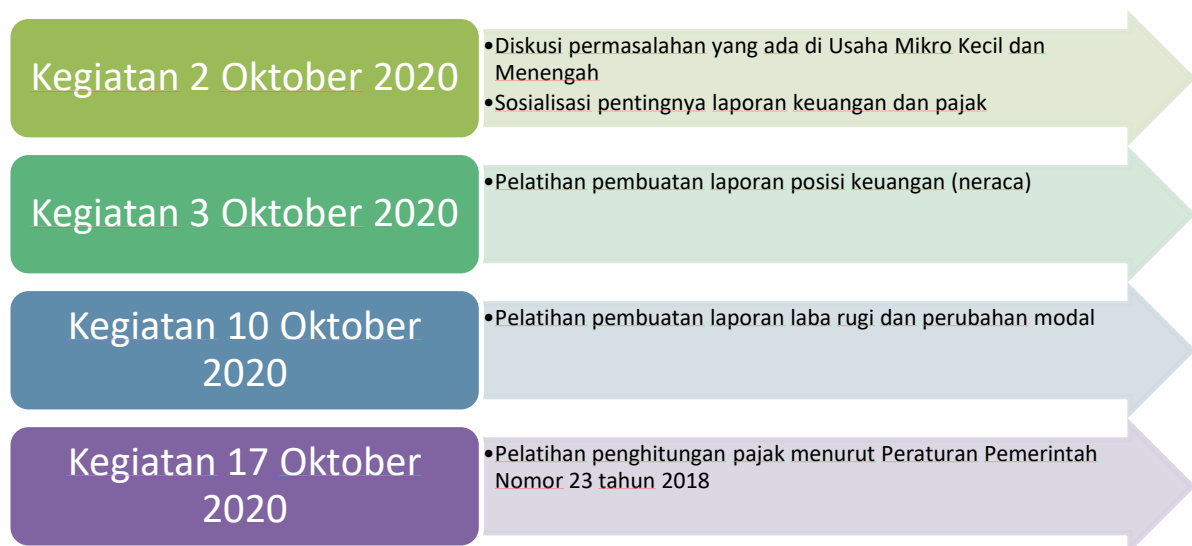 Kegiatan 2 Oktober 2020
•Diskusi permasalahan yang ada di Usaha Mikro Kecil dan
Menengah
•Sosialisasi pentingnya laporan keuangan dan pajak
Kegiatan 3 Oktober 2020
•Pelatihan pembuatan laporan posisi keuangan (neraca)
Kegiatan 10 Oktober
2020
•Pelatihan pembuatan laporan laba rugi dan perubahan modal
Kegiatan 17 Oktober
2020
•Pelatihan penghitungan pajak menurut Peraturan Pemerintah
Nomor 23 tahun 2018